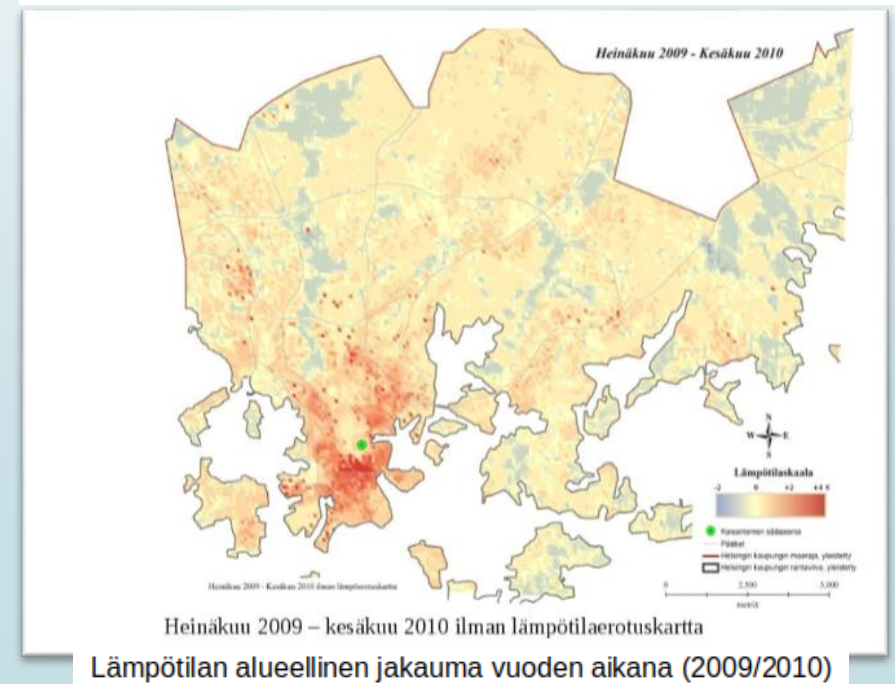 Heinäkuu 2009 - Kesäkuu 2010
N
W E
S
Lämpötilaskaala
-2 0 +2 +4 K
Kaisaniemen sääasema
Päätiet
Helsingin kaupungin maaraja, yleistetty
Helsingin kaupungin rantaviiva, yleistetty
0 2,500 5,000
metriä
Heinäkuu 2009 - Kesäkuu 2010 ilman lämpöerotuskartta
Heinäkuu 2009 – kesäkuu 2010 ilman lämpötilaerotuskartta
Lämpötilan alueellinen jakauma vuoden aikana (2009/2010)